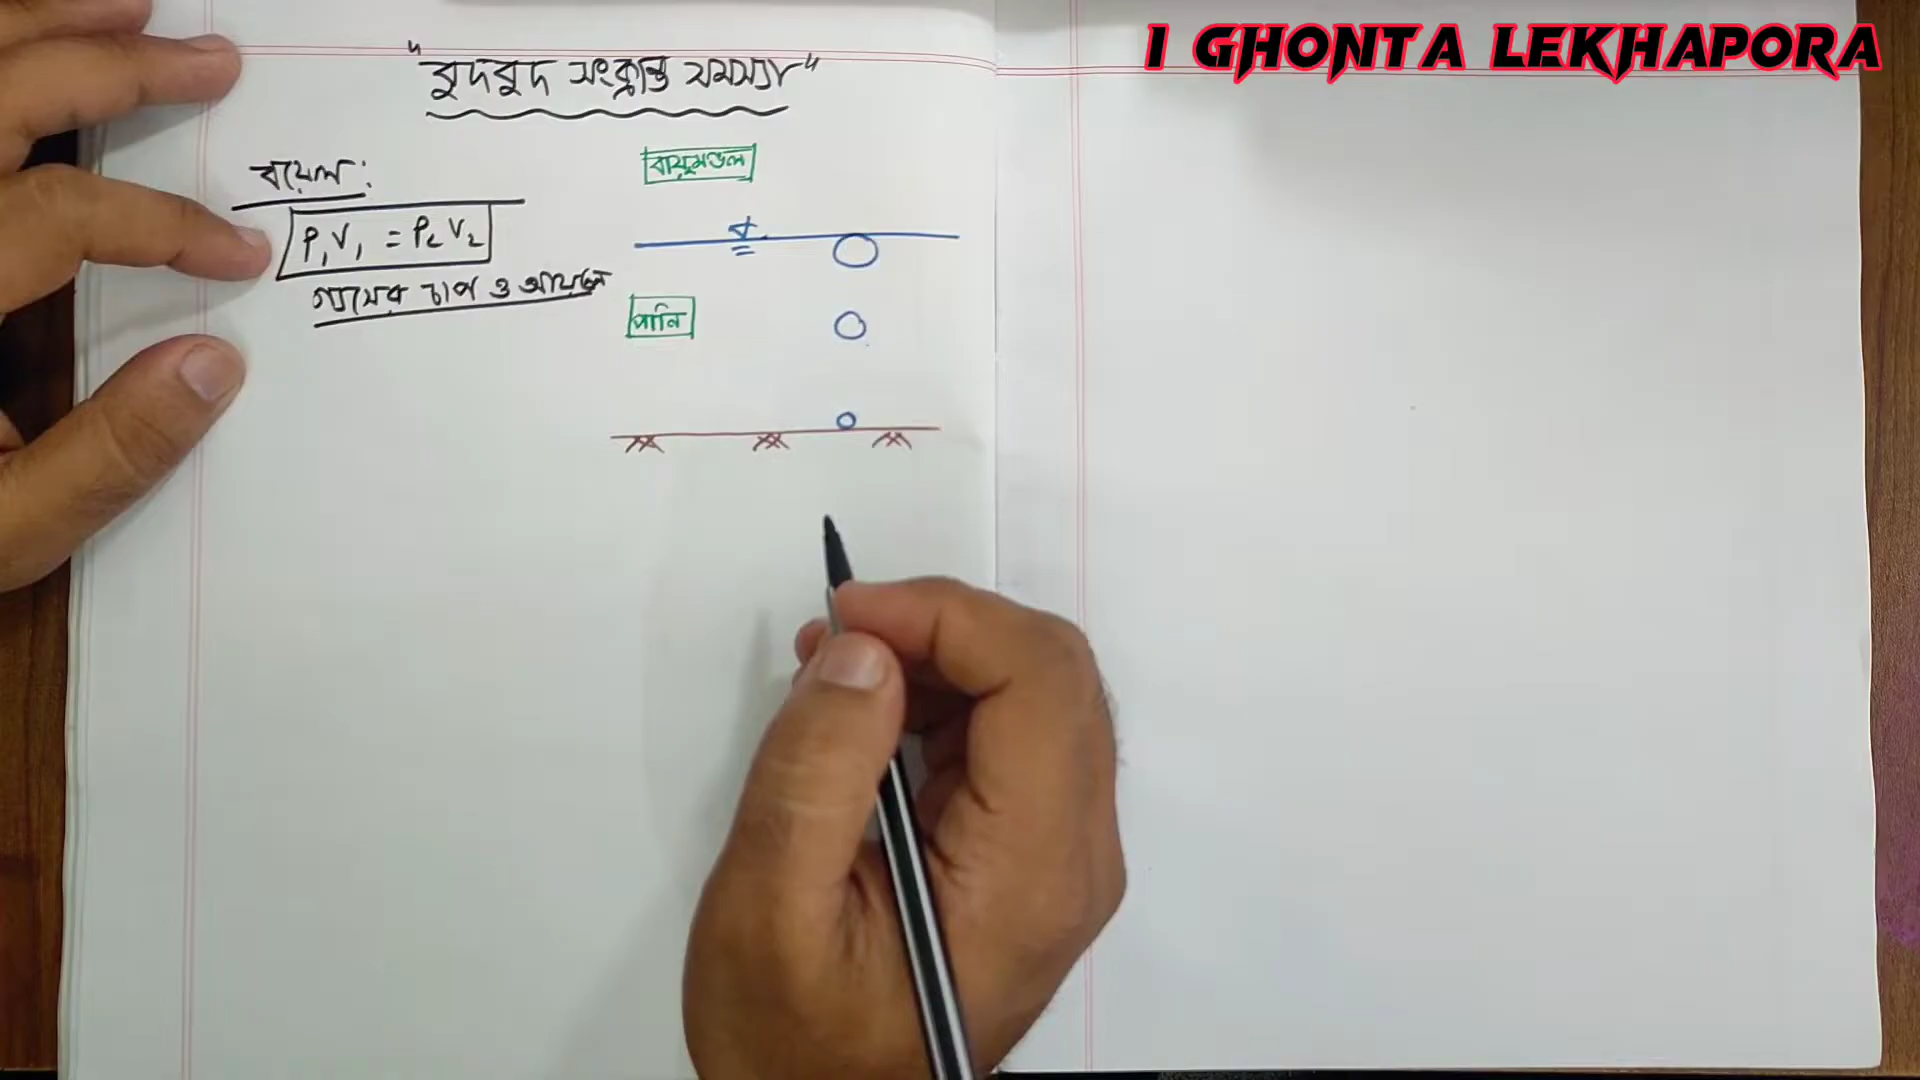 I GHONTA LEKHAPORA
"বুদবুদ সংক্রান্ত সমস্যা"
বয়েল:
P₁V₁ = P₂V₂
গ্যাসের চাপ ও আয়তন
বায়ুমণ্ডল
পানি